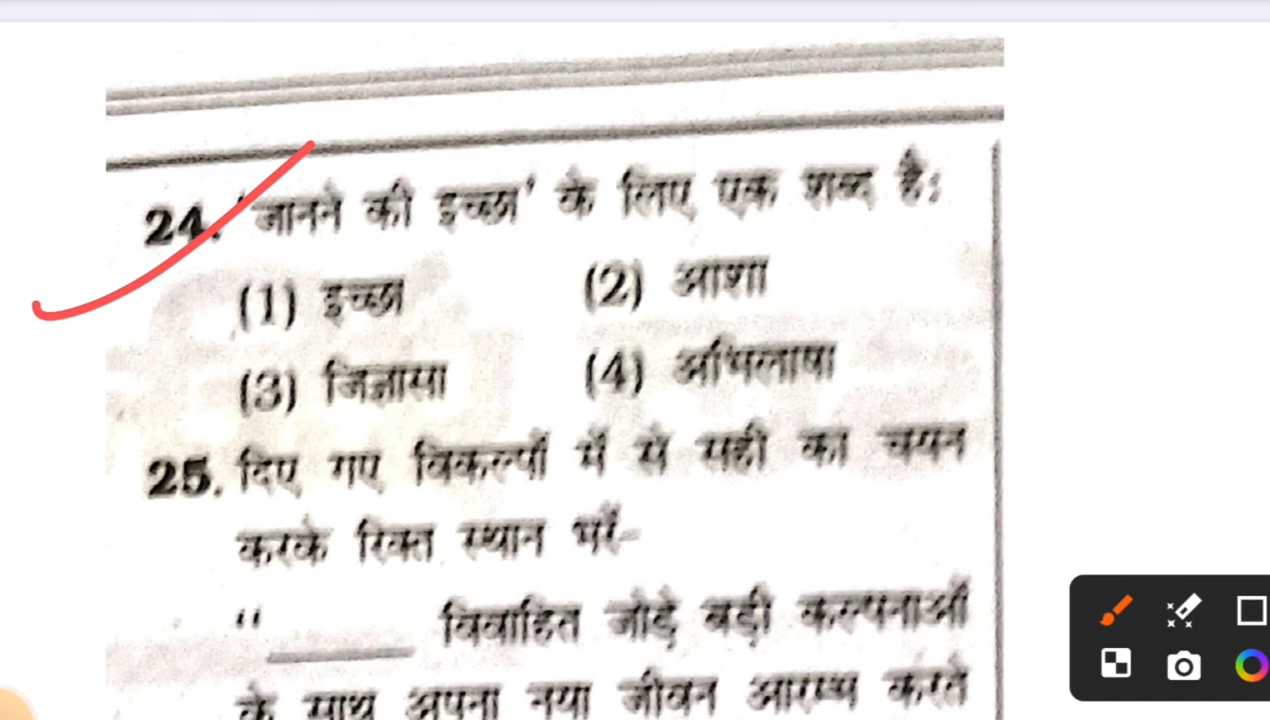 24. 'जानने की इच्छा' के लिए एक शब्द है:
(1) इच्छा (2) आशा
(3) जिज्ञासा (4) अभिलाषा
25. दिए गए विकल्पों में से सही का चयन
करके रिक्त स्थान भरें-
"______ विवाहित जोड़े बड़ी कल्पनाओं
के साथ अपना नया जीवन आरम्भ करते